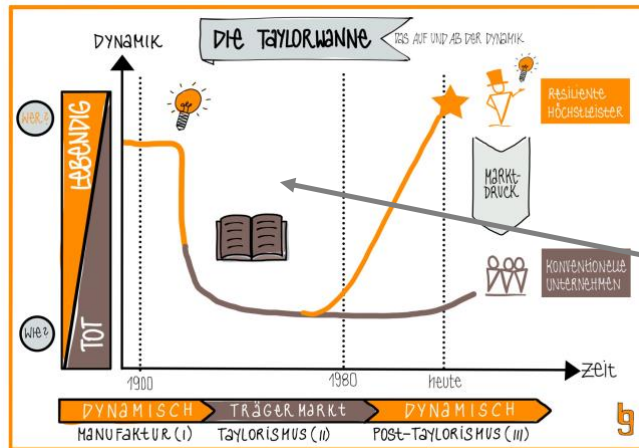 DIE TAYLORWANNE
DAS AUF UND AB DER DYNAMIK
DYNAMIK
WER?
LEBENDIG
TOT
WIE?
RESILIENTE
HÖCHSTLEISTER
MARKT-
DRUCK
KONVENTIONELLE
UNTERNEHMEN
1900
1980
heute
ZEIT
DYNAMISCH
TRÄGER MARKT
DYNAMISCH
MANUFAKTUR (I)
TAYLORISMUS (II)
POST-TAYLORISMUS (III)